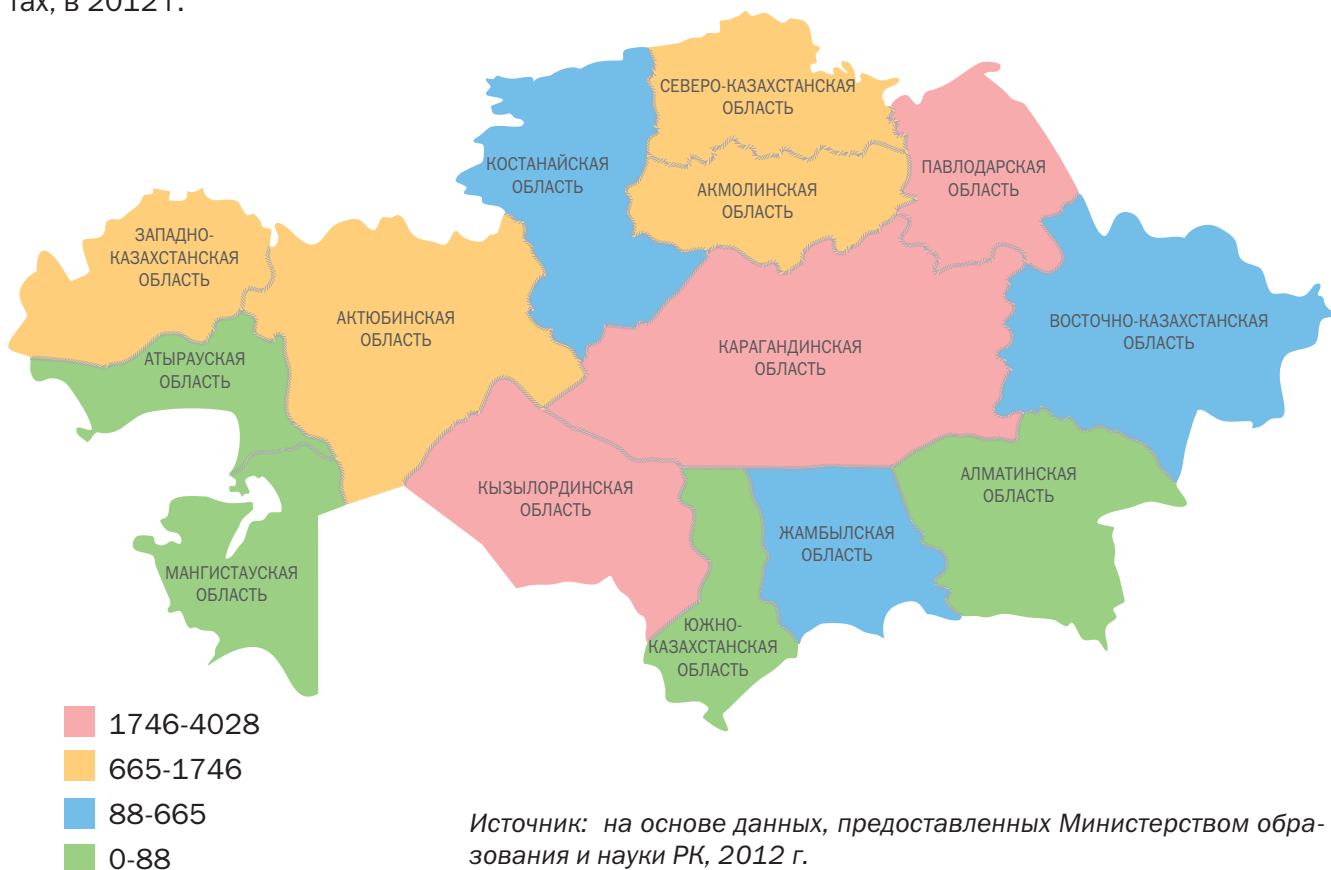 тах, в 2012 г.
СЕВЕРО-КАЗАХСТАНСКАЯ
ОБЛАСТЬ
КОСТАНАЙСКАЯ
ОБЛАСТЬ
ПАВЛОДАРСКАЯ
ОБЛАСТЬ
АКМОЛИНСКАЯ
ОБЛАСТЬ
ЗАПАДНО-
КАЗАХСТАНСКАЯ
ОБЛАСТЬ
АКТЮБИНСКАЯ
ОБЛАСТЬ
ВОСТОЧНО-КАЗАХСТАНСКАЯ
ОБЛАСТЬ
КАРАГАНДИНСКАЯ
ОБЛАСТЬ
АТЫРАУСКАЯ
ОБЛАСТЬ
АЛМАТИНСКАЯ
ОБЛАСТЬ
КЫЗЫЛОРДИНСКАЯ
ОБЛАСТЬ
ЖАМБЫЛСКАЯ
ОБЛАСТЬ
МАНГИСТАУСКАЯ
ОБЛАСТЬ
ЮЖНО-
КАЗАХСТАНСКАЯ
ОБЛАСТЬ
1746-4028
665-1746
88-665
0-88
Источник: на основе данных, предоставленных Министерством обра-
зования и науки РК, 2012 г.